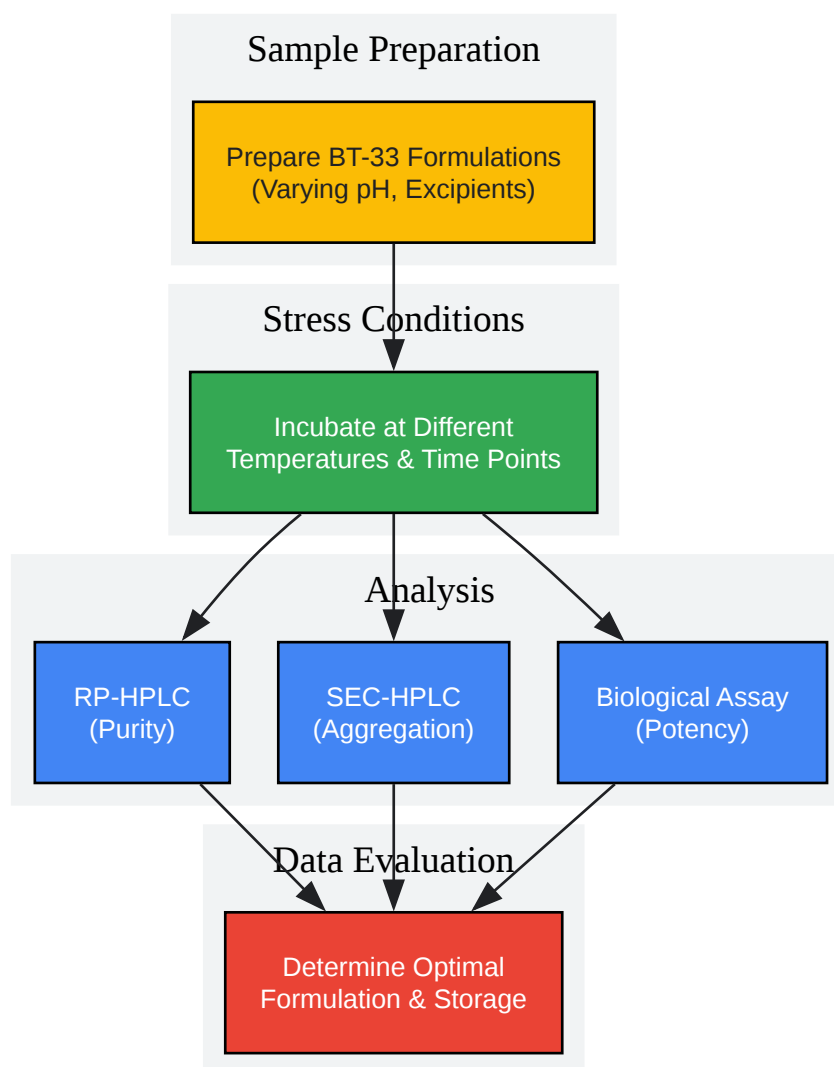 Sample Preparation
Prepare BT-33 Formulations
(Varying pH, Excipients)
Stress Conditions
Incubate at Different
Temperatures & Time Points
Analysis
RP-HPLC
(Purity)
SEC-HPLC
(Aggregation)
Biological Assay
(Potency)
Data Evaluation
Determine Optimal
Formulation & Storage